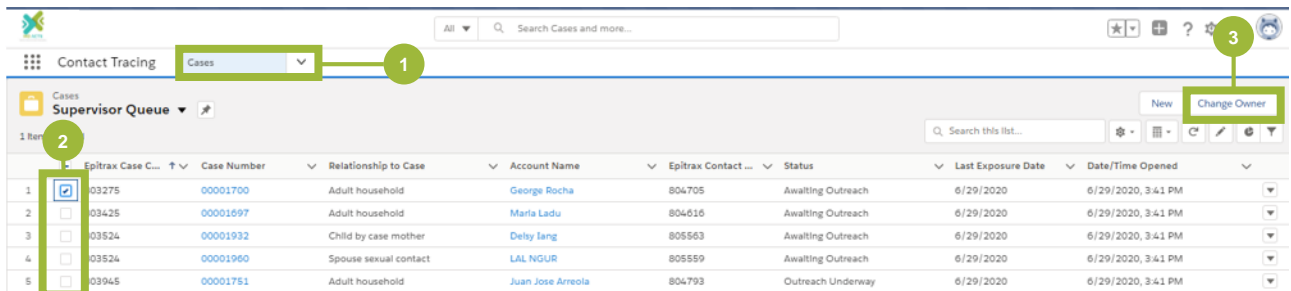 All Search Cases and more...
3
Contact Tracing Cases 1
Cases
Supervisor Queue
New Change Owner
1 Item
Search this list...
2
Epitrax Case C... Case Number Relationship to Case Account Name Epitrax Contact ... Status Last Exposure Date Date/Time Opened
1 803275 00001700 Adult household George Rocha 804705 Awaiting Outreach 6/29/2020 6/29/2020, 3:41 PM
2 03425 00001697 Adult household Marla Ladu 804616 Awaiting Outreach 6/29/2020 6/29/2020, 3:41 PM
3 03524 00001932 Child by case mother Delsy Iang 805563 Awaiting Outreach 6/29/2020 6/29/2020, 3:41 PM
4 03524 00001960 Spouse sexual contact LAL NGUR 805559 Awaiting Outreach 6/29/2020 6/29/2020, 3:41 PM
5 03945 00001751 Adult household Juan Jose Arreola 804793 Outreach Underway 6/29/2020 6/29/2020, 3:41 PM